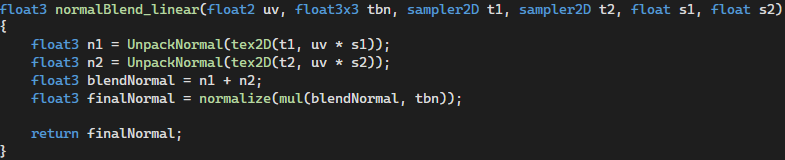 float3 normalBlend_linear(float2 uv, float3x3 tbn, sampler2D t1, sampler2D t2, float s1, float s2)
{
    float3 n1 = UnpackNormal(tex2D(t1, uv * s1));
    float3 n2 = UnpackNormal(tex2D(t2, uv * s2));
    float3 blendNormal = n1 + n2;
    float3 finalNormal = normalize(mul(blendNormal, tbn));

    return finalNormal;
}